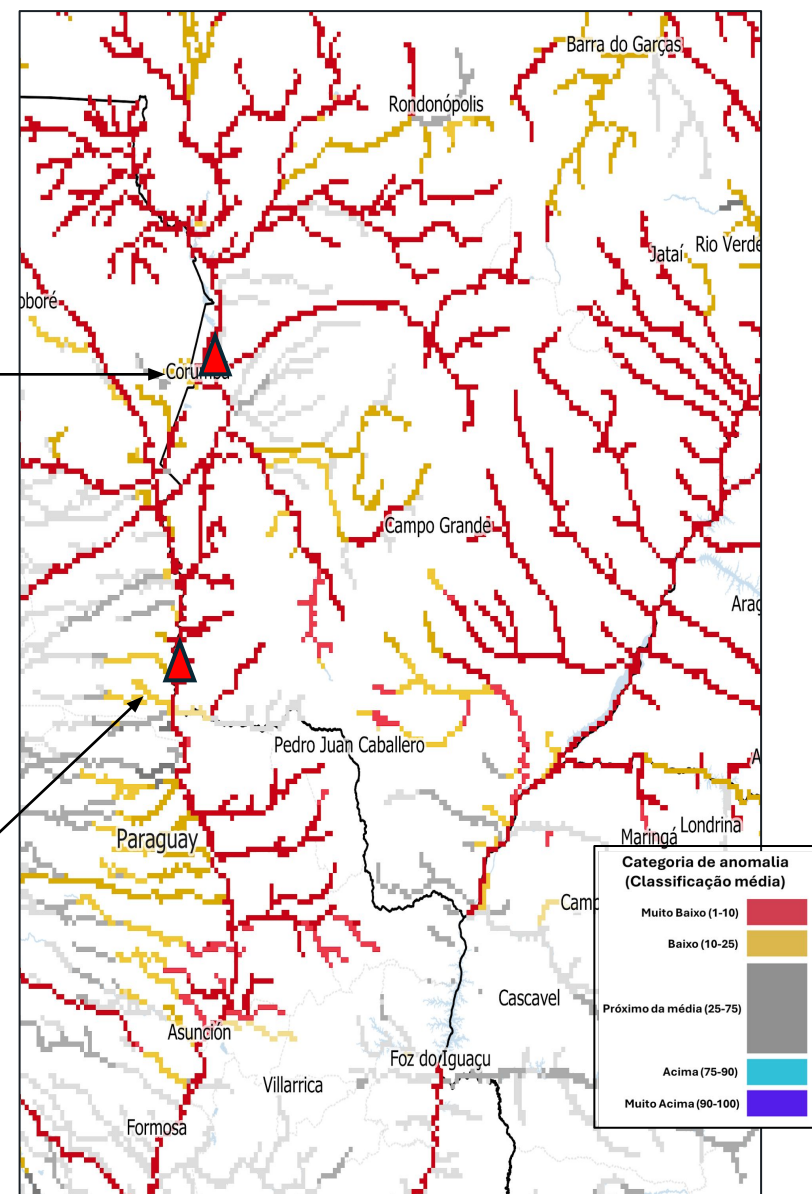 Barra do Garças
Rondonópolis
Jataí
Rio Verde
oboré
Corumbá
Campo Grande
Arag
Pedro Juan Caballero
A
Paraguay
Maringá
Londrina
Categoria de anomalia
(Classificação média)
Muito Baixo (1-10)
Camp
Baixo (10-25)
Cascavel
Próximo da média (25-75)
Asunción
Foz do Iguaçu
Acima (75-90)
Villarrica
Muito Acima (90-100)
Formosa